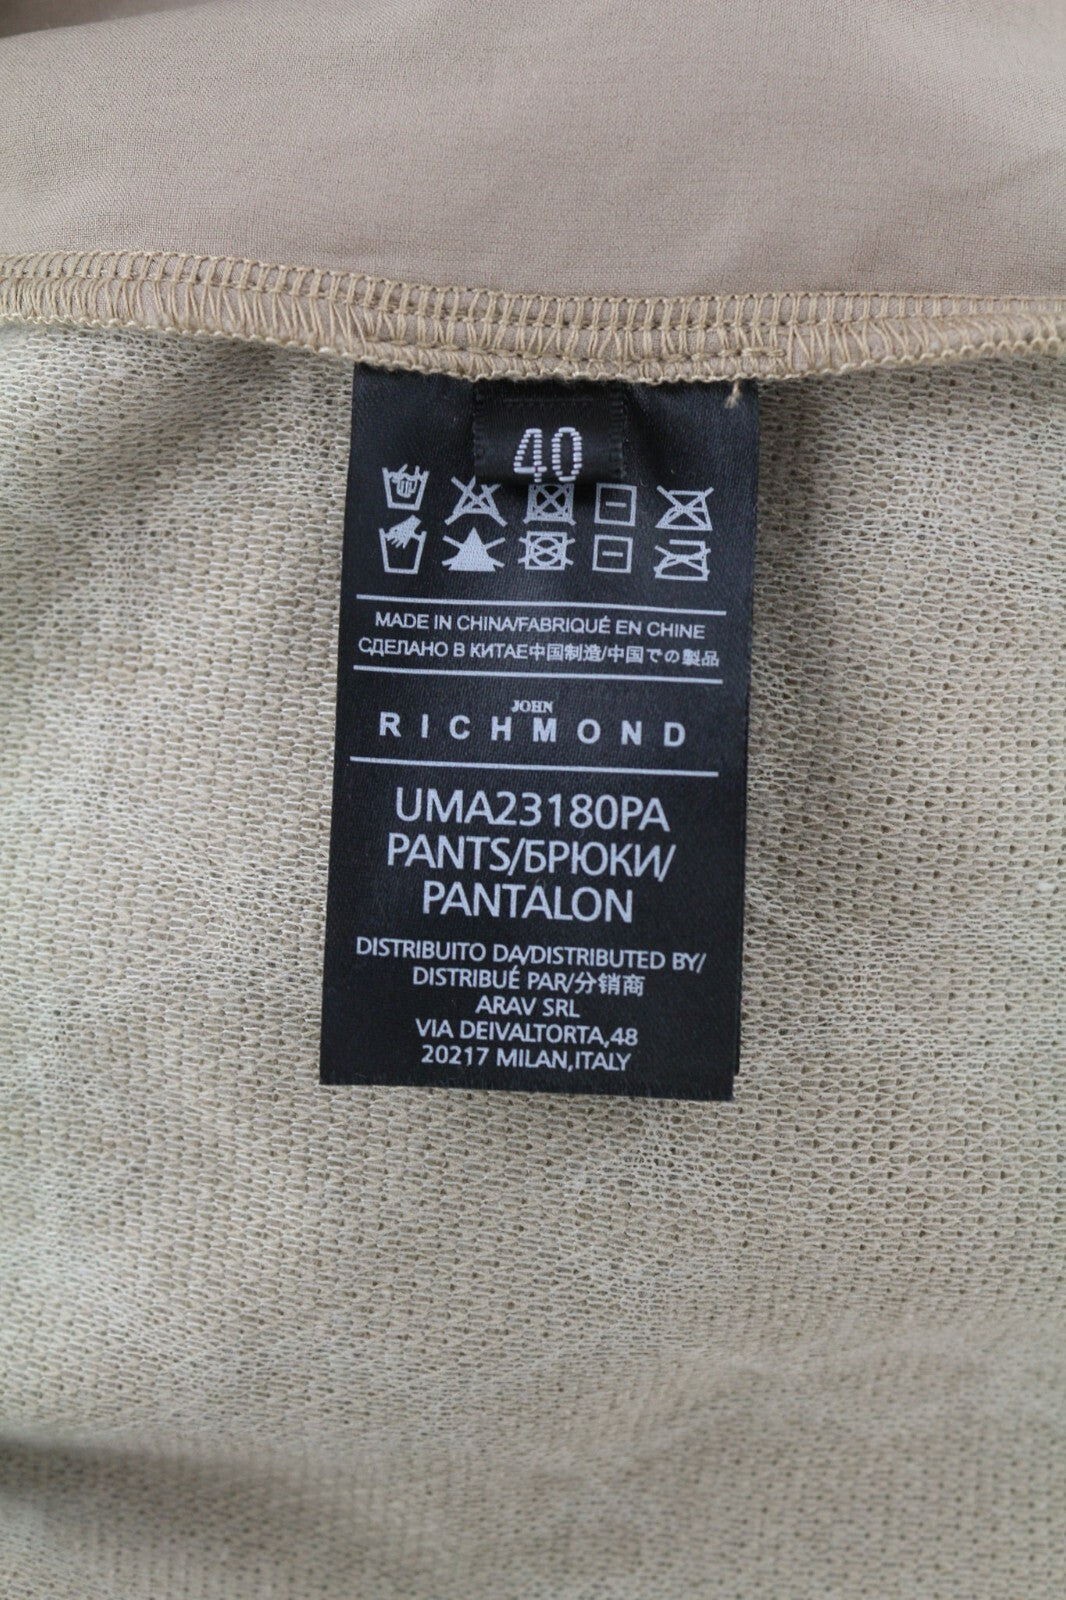 40
MADE IN CHINA/FABRIQUÉ EN CHINE
СДЕЛАНО В КИТАЕ中国制造/中国での製品
JOHN
RICHMOND
UMA23180PA
PANTS/БРЮКИ/
PANTALON
DISTRIBUITO DA/DISTRIBUTED BY/
DISTRIBUÉ PAR/分销商
ARAV SRL
VIA DEIVALTORTA,48
20217 MILAN,ITALY